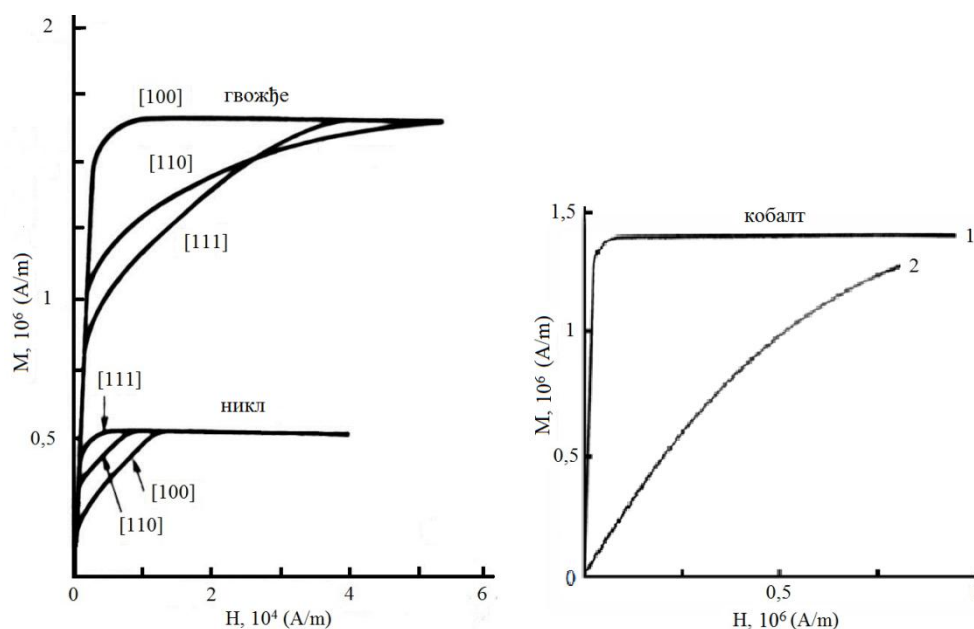 2
[100]
гвожђе
[110]
[111]
1
[111]
никл
0,5
[100]
[110]
0
2
4
6
M, 10⁶ (A/m)
H, 10⁴ (A/m)
1,5
кобалт
1
2
1
0,5
0
0,5
M, 10⁶ (A/m)
H, 10⁶ (A/m)